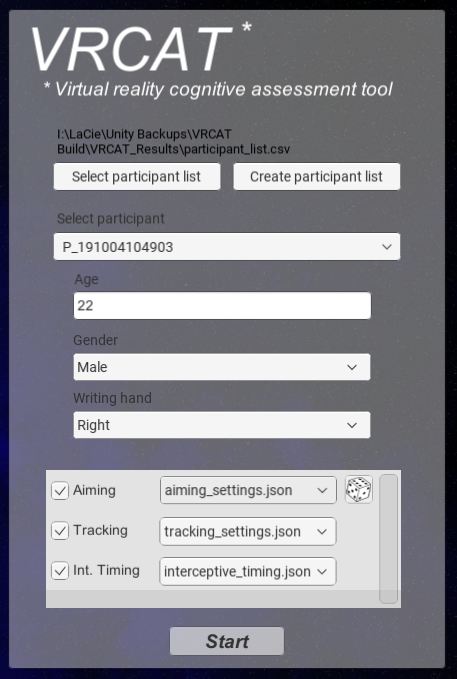 VRCAT *
* Virtual reality cognitive assessment tool
I:\LaCie\Unity Backups\VRCAT
Build\VRCAT_Results\participant_list.csv
Select participant list Create participant list
Select participant
P_191004104903
Age
22
Gender
Male
Writing hand
Right
Aiming aiming_settings.json
Tracking tracking_settings.json
Int. Timing interceptive_timing.json
Start